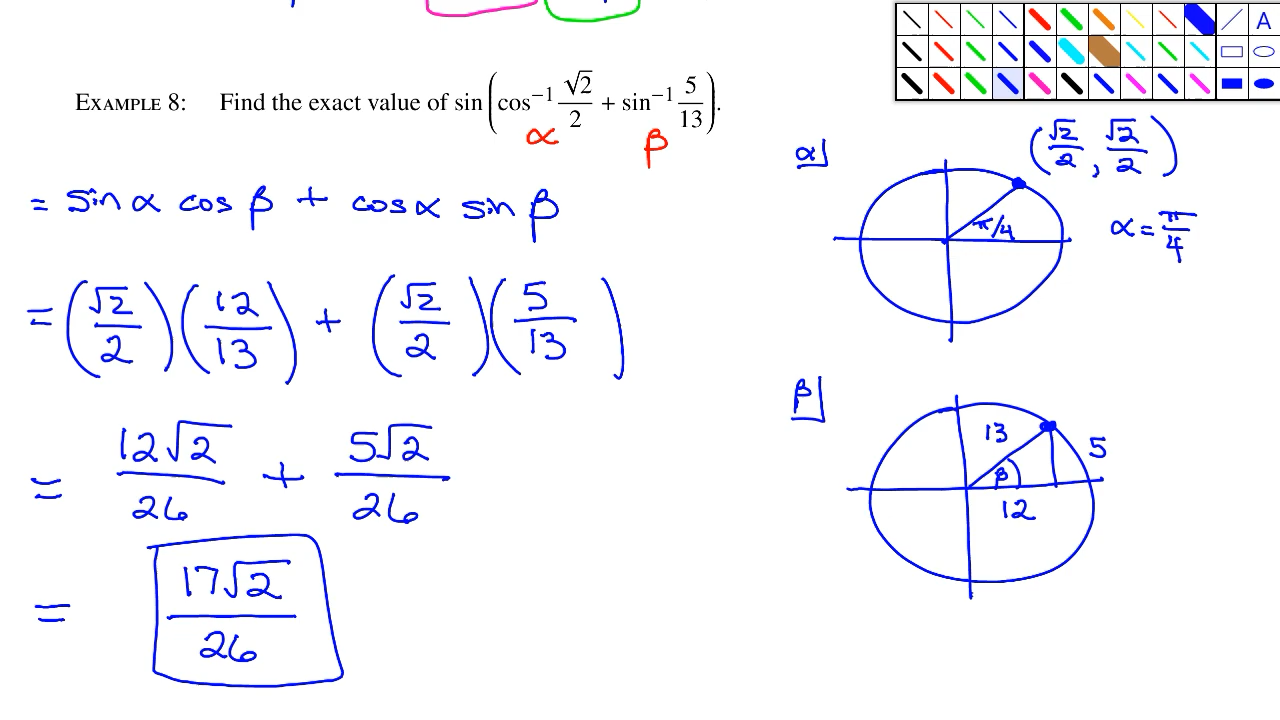 EXAMPLE 8: Find the exact value of sin(cos⁻¹ √2/2 + sin⁻¹ 5/13).
α β
= sin α cos β + cos α sin β
= (√2/2)(12/13) + (√2/2)(5/13)
= 12√2/26 + 5√2/26
= 17√2/26
A
α]
(√2/2, √2/2)
π/4
α = π/4
β]
13
5
β
12